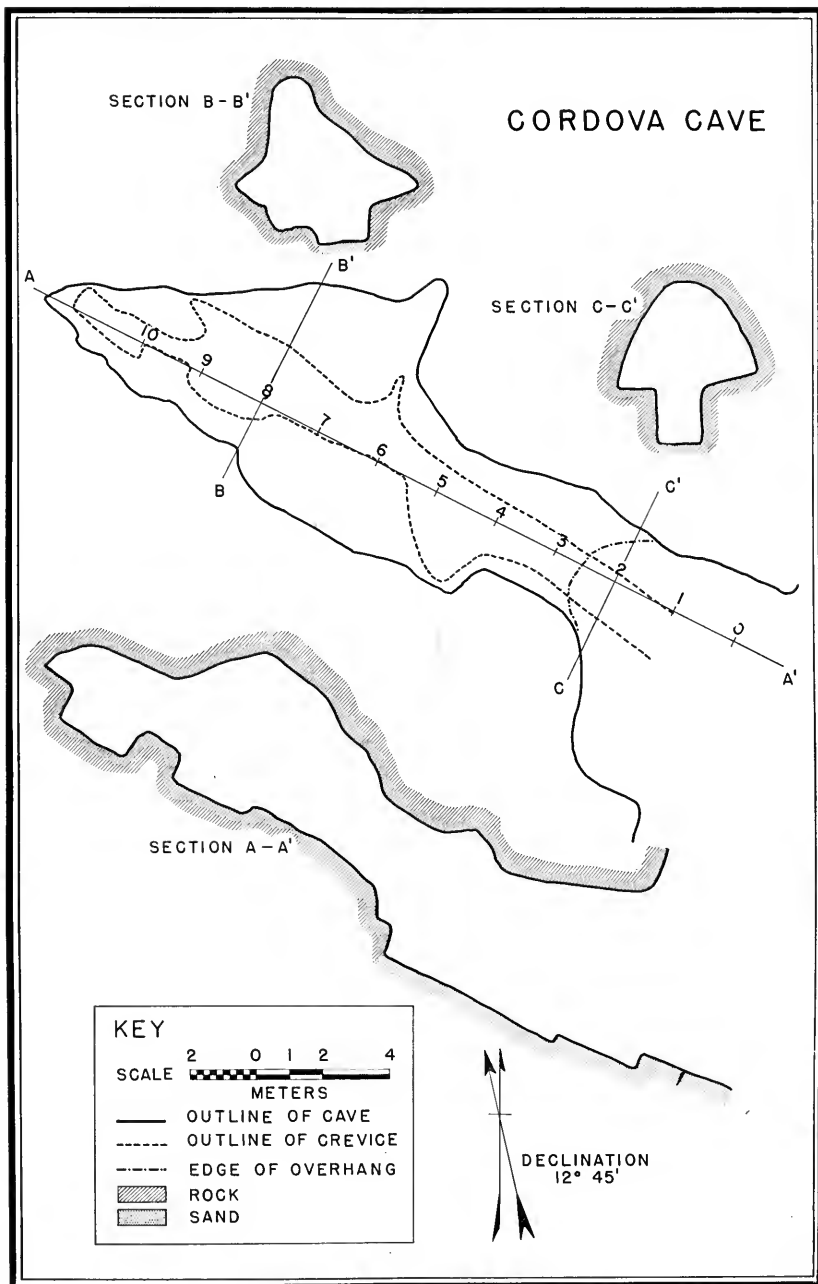 SECTION B-B'
CORDOVA CAVE
A
B'
SECTION C-C'
10
9
8
7
6
5
4
3
2
1
0
B
C'
C
A'
SECTION A-A'
KEY
2 0 1 2 4
SCALE
METERS
OUTLINE OF CAVE
OUTLINE OF CREVICE
EDGE OF OVERHANG
ROCK
SAND
DECLINATION
12° 45'